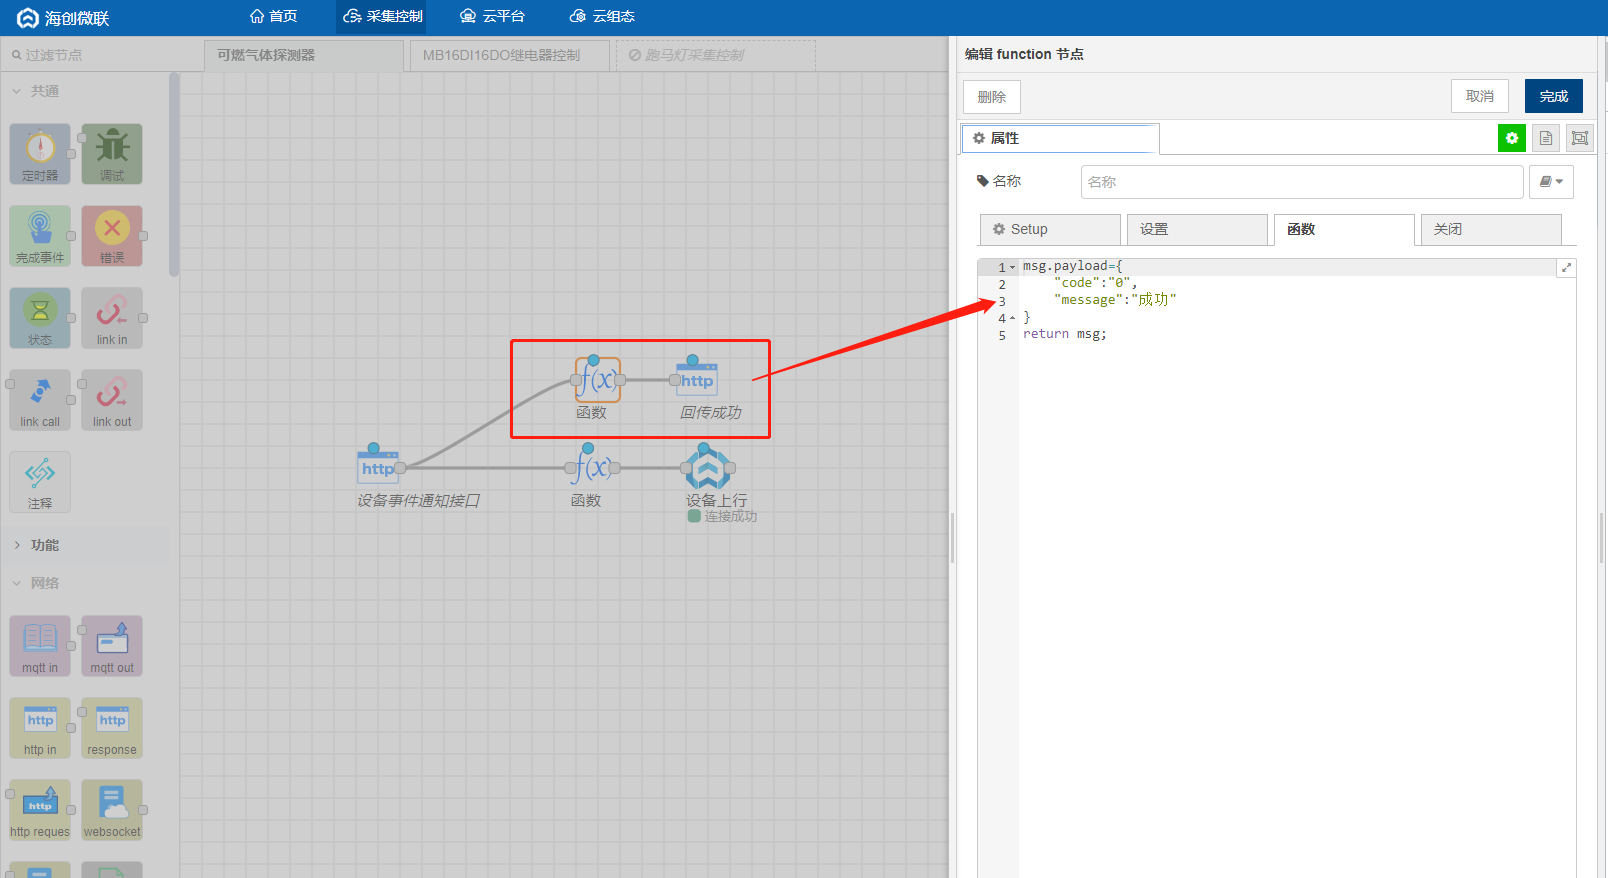 海创微联
首页
采集控制
云平台
云组态
过滤节点
可燃气体探测器
MB16DI16DO继电器控制
跑马灯采集控制
编辑 function 节点
删除
取消
完成
属性
名称
名称
Setup
设置
函数
关闭
1
msg.payload={
2
"code":"0",
3
"message":"成功"
4
}
5
return msg;
共通
定时器
调试
完成事件
错误
状态
link in
link call
link out
注释
功能
网络
mqtt in
mqtt out
http
http in
http
response
http
http reques
websocket
f(x)
函数
http
回传成功
http
设备事件通知接口
f(x)
函数
设备上行
连接成功